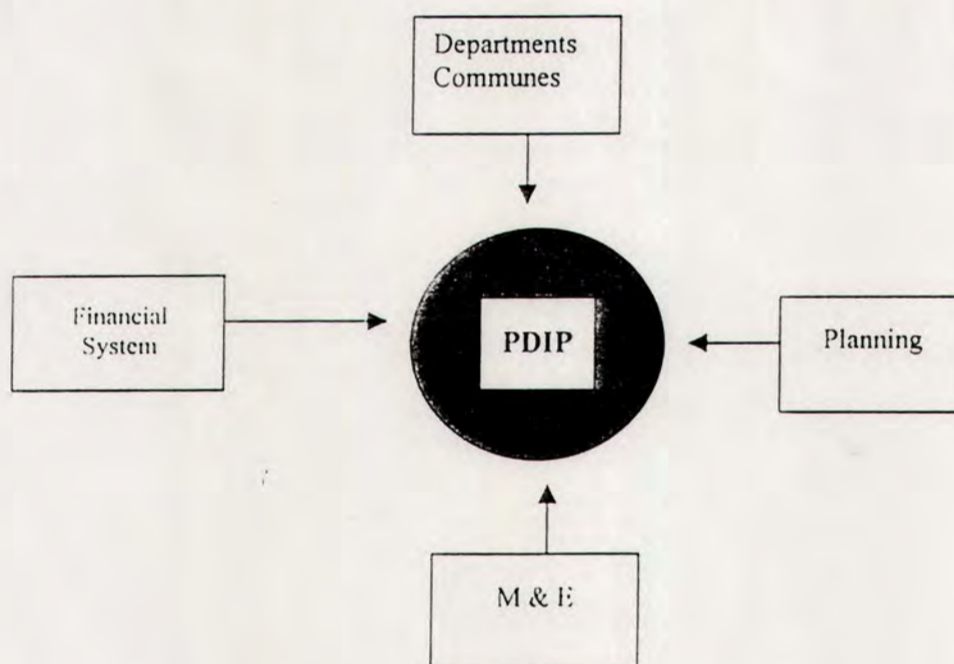 Departments
Communes
Financial
System
PDIP
Planning
M & E